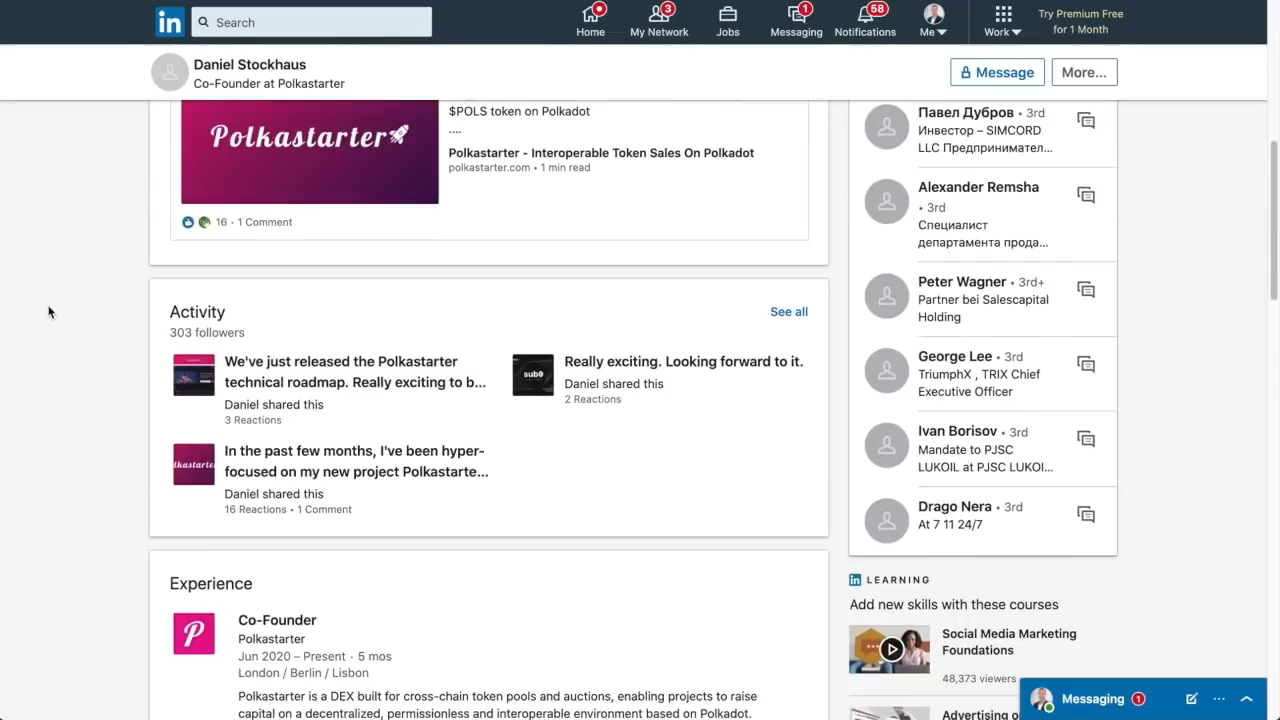 in
Search
3
1
58
Home
My Network
Jobs
Messaging
Notifications
Me
Work
Try Premium Free
for 1 Month
Daniel Stockhaus
Co-Founder at Polkastarter
Message
More...
Polkastarter
$POLS token on Polkadot
....
Polkastarter - Interoperable Token Sales On Polkadot
polkastarter.com • 1 min read
16 · 1 Comment
Activity
303 followers
See all
We've just released the Polkastarter
technical roadmap. Really exciting to b...
Daniel shared this
3 Reactions
sub0
Really exciting. Looking forward to it.
Daniel shared this
2 Reactions
lkastarte
In the past few months, I've been hyper-
focused on my new project Polkastarte...
Daniel shared this
16 Reactions • 1 Comment
Experience
P
Co-Founder
Polkastarter
Jun 2020 – Present · 5 mos
London / Berlin / Lisbon
Polkastarter is a DEX built for cross-chain token pools and auctions, enabling projects to raise
capital on a decentralized, permissionless and interoperable environment based on Polkadot.
Павел Дубров • 3rd
Инвестор – SIMCORD
LLC Предпринимател...
Alexander Remsha
• 3rd
Специалист
департамента прода...
Peter Wagner • 3rd+
Partner bei Salescapital
Holding
George Lee • 3rd
TriumphX , TRIX Chief
Executive Officer
Ivan Borisov • 3rd
Mandate to PJSC
LUKOIL at PJSC LUKOI...
Drago Nera • 3rd
At 7 11 24/7
in LEARNING
Add new skills with these courses
Social Media Marketing
Foundations
48,373 viewers
Advertising o
Messaging 1